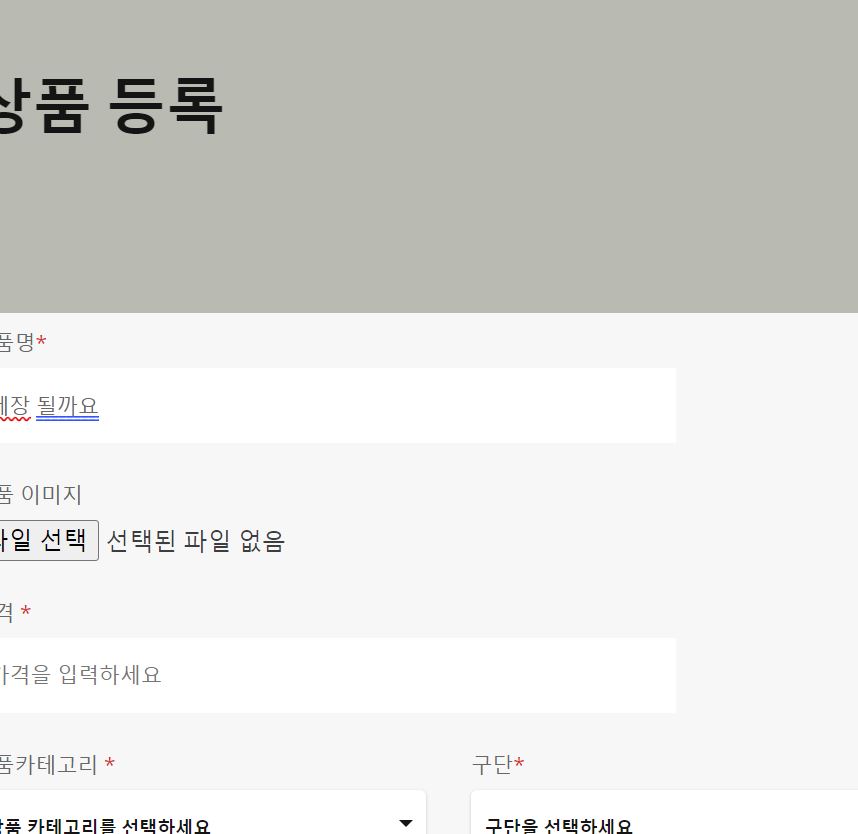 상품 등록
품명*
될까요
품 이미지
파일 선택 선택된 파일 없음
격 *
가격을 입력하세요
품카테고리 * 구단*
상품 카테고리를 선택하세요 구단을 선택하세요